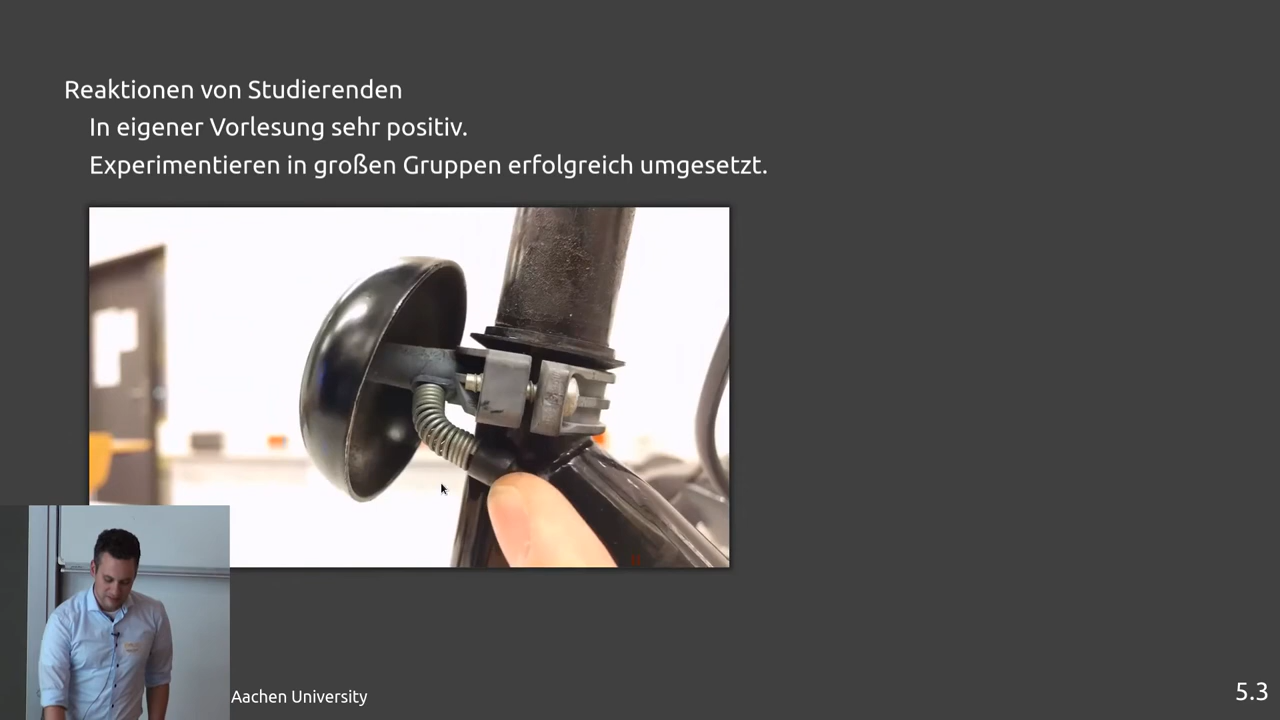 Reaktionen von Studierenden
In eigener Vorlesung sehr positiv.
Experimentieren in großen Gruppen erfolgreich umgesetzt.
Aachen University
5.3